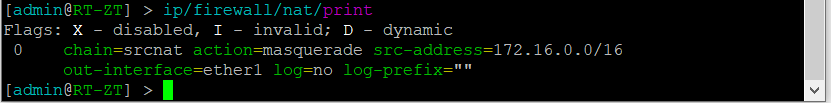 [admin@RT-ZT] > ip/firewall/nat/print
Flags: X - disabled, I - invalid; D - dynamic
0 chain=srcnat action=masquerade src-address=172.16.0.0/16
out-interface=ether1 log=no log-prefix=""
[admin@RT-ZT] >